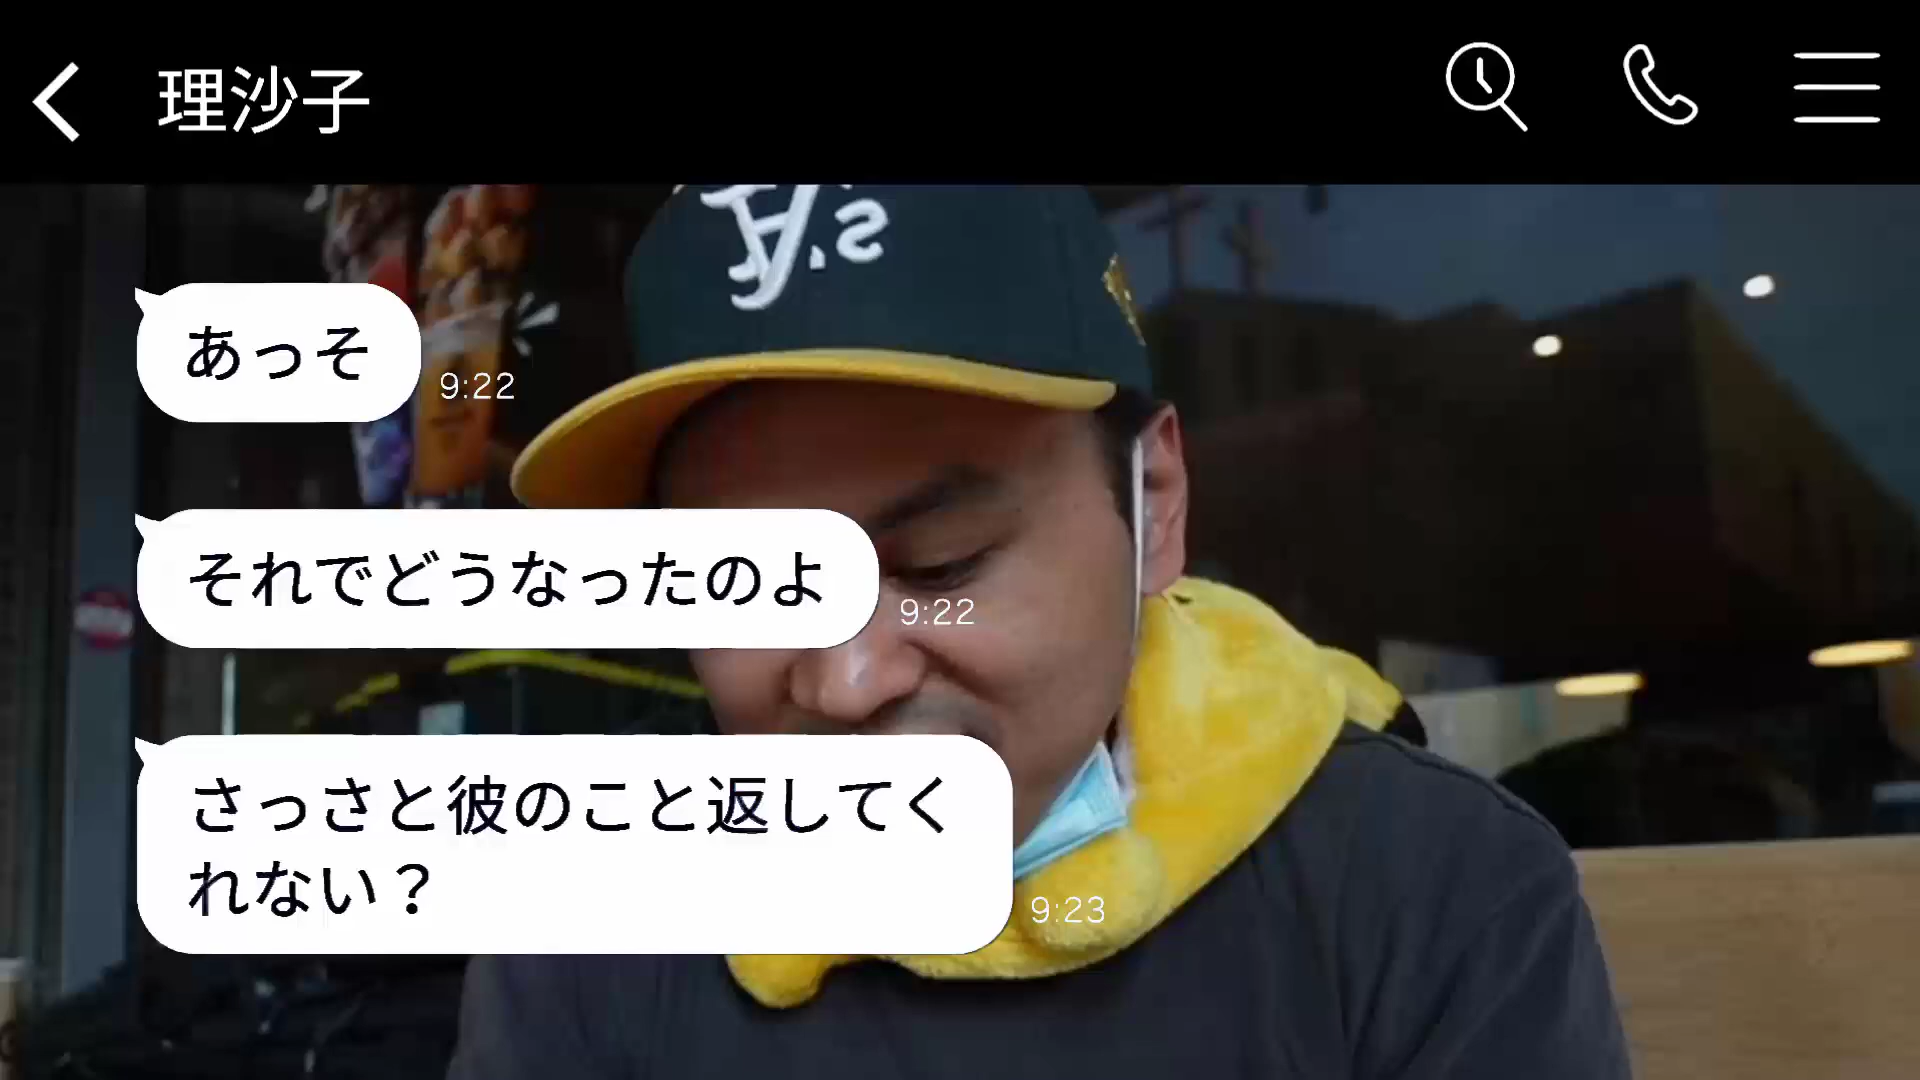 理沙子
あっそ
9:22
それでどうなったのよ
9:22
さっさと彼のこと返してく
れない？
9:23
A's